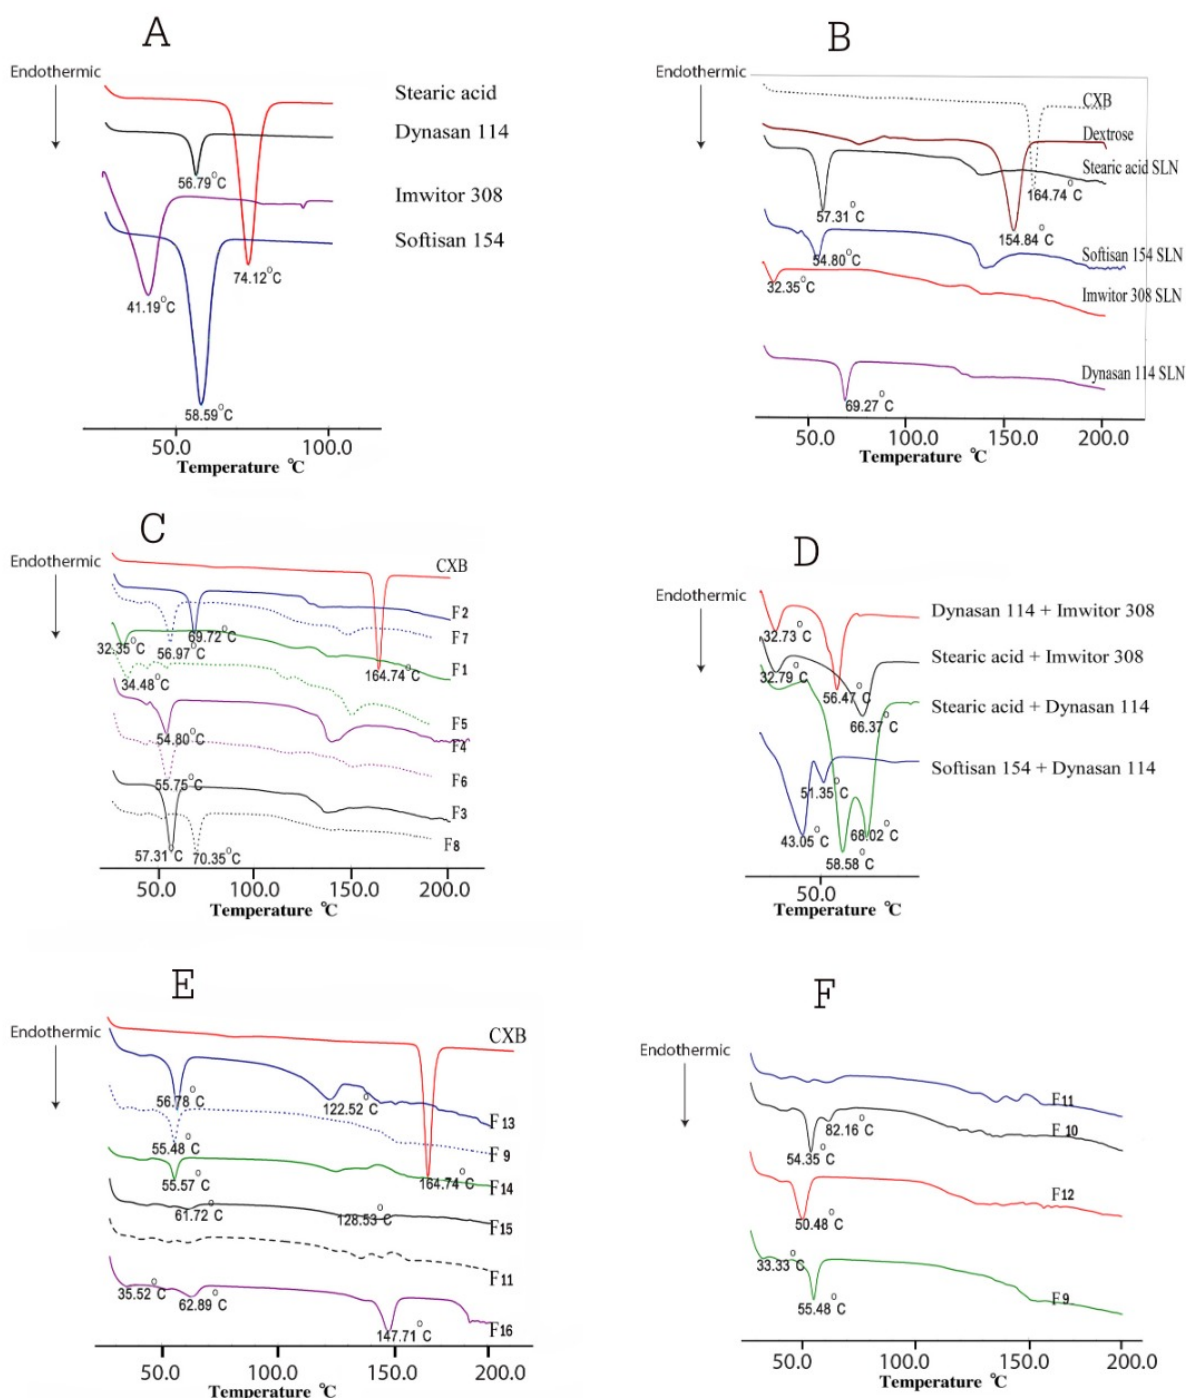 A
Endothermic
Stearic acid
Dynasan 114
56.79°C
Imwitor 308
Softisan 154
74.12°C
41.19°C
58.59°C
50.0 100.0
Temperature °C
B
Endothermic
CXB
Dextrose
Stearic acid SLN
164.74°C
57.31°C
154.84°C
54.80°C
Softisan 154 SLN
32.35°C
Imwitor 308 SLN
Dynasan 114 SLN
69.27°C
50.0 100.0 150.0 200.0
Temperature °C
C
Endothermic
CXB
F2
69.72°C
F7
32.35°C
56.97°C
F1
164.74°C
34.48°C
F5
54.80°C
F4
F6
55.75°C
F3
F8
57.31°C
70.35°C
50.0 100.0 150.0 200.0
Temperature °C
D
Endothermic
Dynasan 114 + Imwitor 308
32.73°C
Stearic acid + Imwitor 308
32.79°C
56.47°C
Stearic acid + Dynasan 114
66.37°C
Softisan 154 + Dynasan 114
51.35°C
43.05°C
68.02°C
58.58°C
50.0
Temperature °C
E
Endothermic
CXB
56.78°C
122.52°C
F13
55.48°C
F9
55.57°C
164.74°C
F14
61.72°C
128.53°C
F15
F11
35.52°C
62.89°C
F16
147.71°C
50.0 100.0 150.0 200.0
Temperature °C
F
Endothermic
F11
82.16°C
F10
54.35°C
F12
50.48°C
33.33°C
F9
55.48°C
50.0 100.0 150.0 200.0
Temperature °C